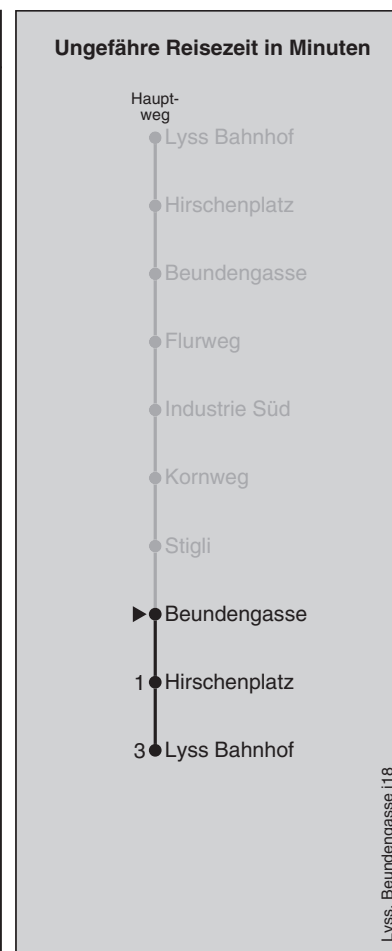 Ungefähre Reisezeit in Minuten
Haupt-
weg
Lyss Bahnhof
Hirschenplatz
Beundengasse
Flurweg
Industrie Süd
Kornweg
Stigli
Beundengasse
1 Hirschenplatz
3 Lyss Bahnhof
Lyss, Beundengasse j18